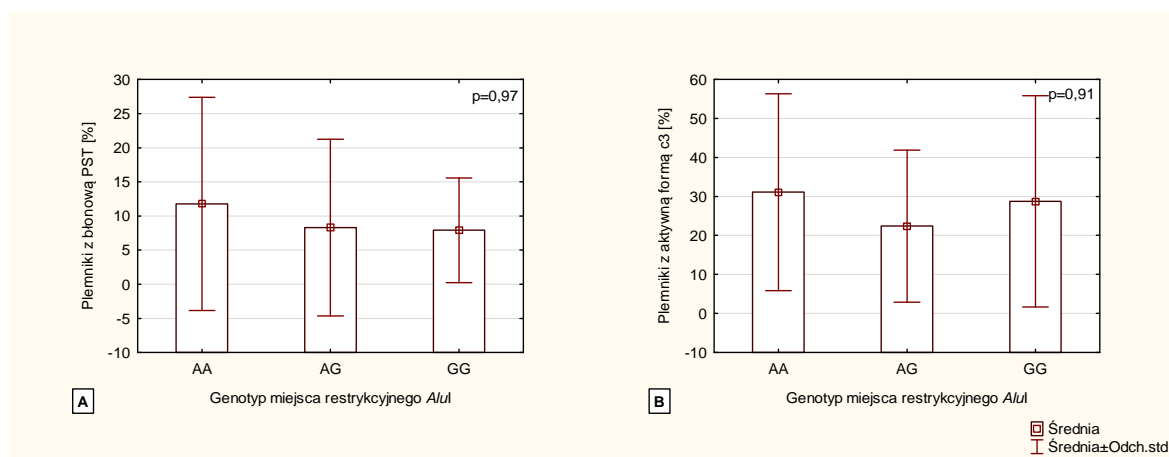 30
25
20
15
10
5
0
-5
-10
Plemniki z błonową PST [%]
p=0,97
AA AG GG
Genotyp miejsca restrykcyjnego AluI
A
60
50
40
30
20
10
0
-10
Plemniki z aktywną formą c3 [%]
p=0,91
AA AG GG
Genotyp miejsca restrykcyjnego AluI
B
Średnia
Średnia±Odch.std